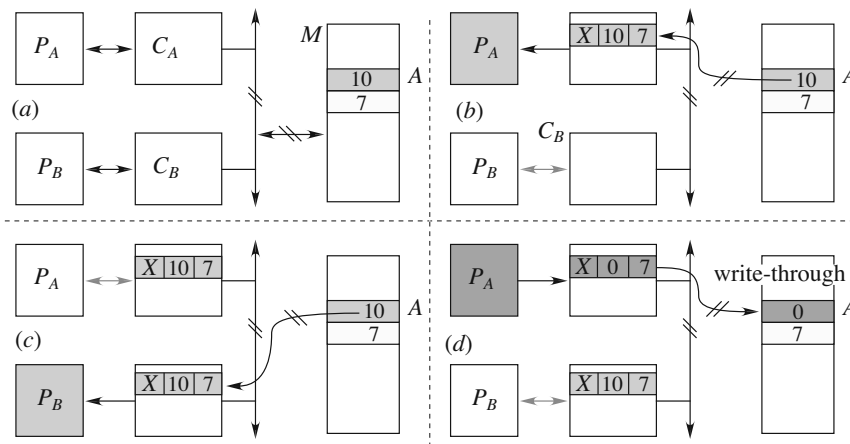 P_A C_A M
10 A
7
(a)
P_B C_B
P_A X 10 7
10 A
7
(b)
C_B
P_B
P_A X 10 7
10 A
7
(c)
P_B X 10 7
P_A X 0 7 write-through
0 A
7
(d)
P_B X 10 7